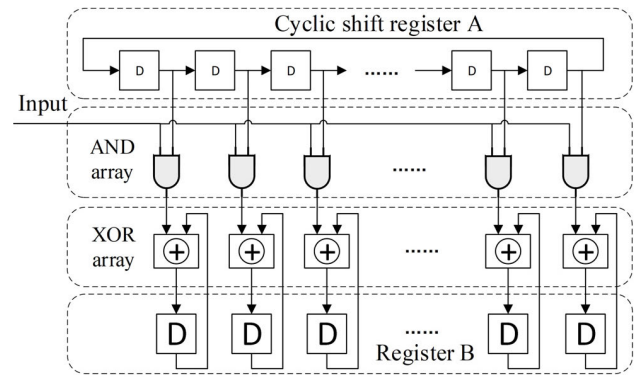 Cyclic shift register A
D D D ...... D D
Input
AND
array
......
XOR
array
......
D D D ...... D D
Register B